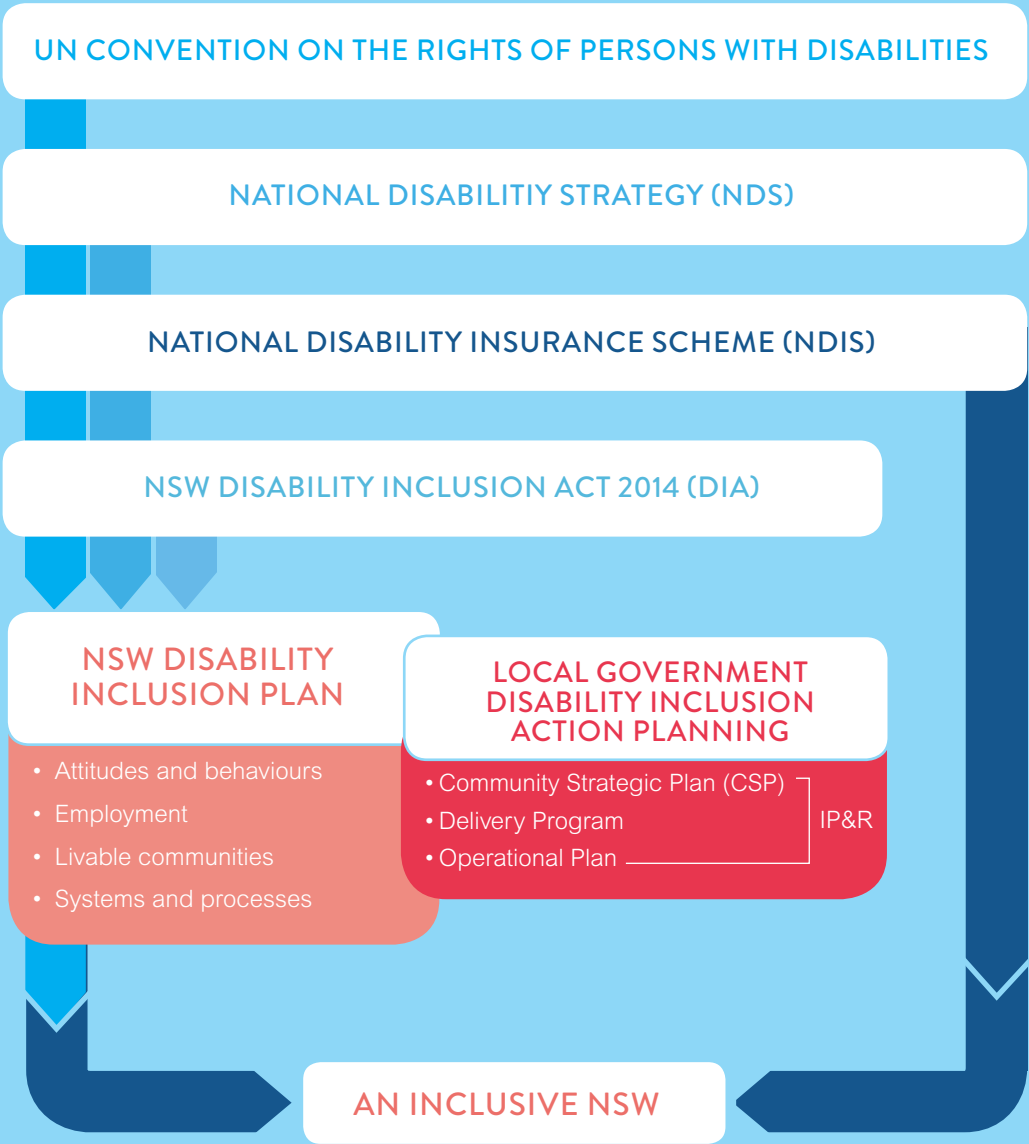 UN CONVENTION ON THE RIGHTS OF PERSONS WITH DISABILITIES
NATIONAL DISABILITIY STRATEGY (NDS)
NATIONAL DISABILITY INSURANCE SCHEME (NDIS)
NSW DISABILITY INCLUSION ACT 2014 (DIA)
NSW DISABILITY
INCLUSION PLAN
• Attitudes and behaviours
• Employment
• Livable communities
• Systems and processes
LOCAL GOVERNMENT
DISABILITY INCLUSION
ACTION PLANNING
• Community Strategic Plan (CSP)
• Delivery Program
• Operational Plan
IP&R
AN INCLUSIVE NSW